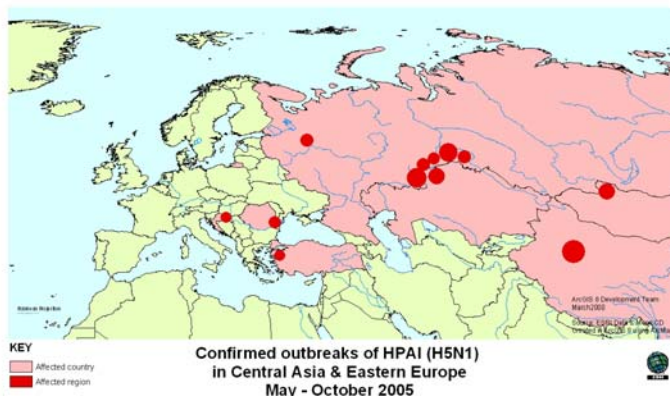 ArcGIS 8 Development Team
KEY
Affected country
Affected region
Confirmed outbreaks of HPAI (H5N1)
in Central Asia & Eastern Europe
May - October 2005